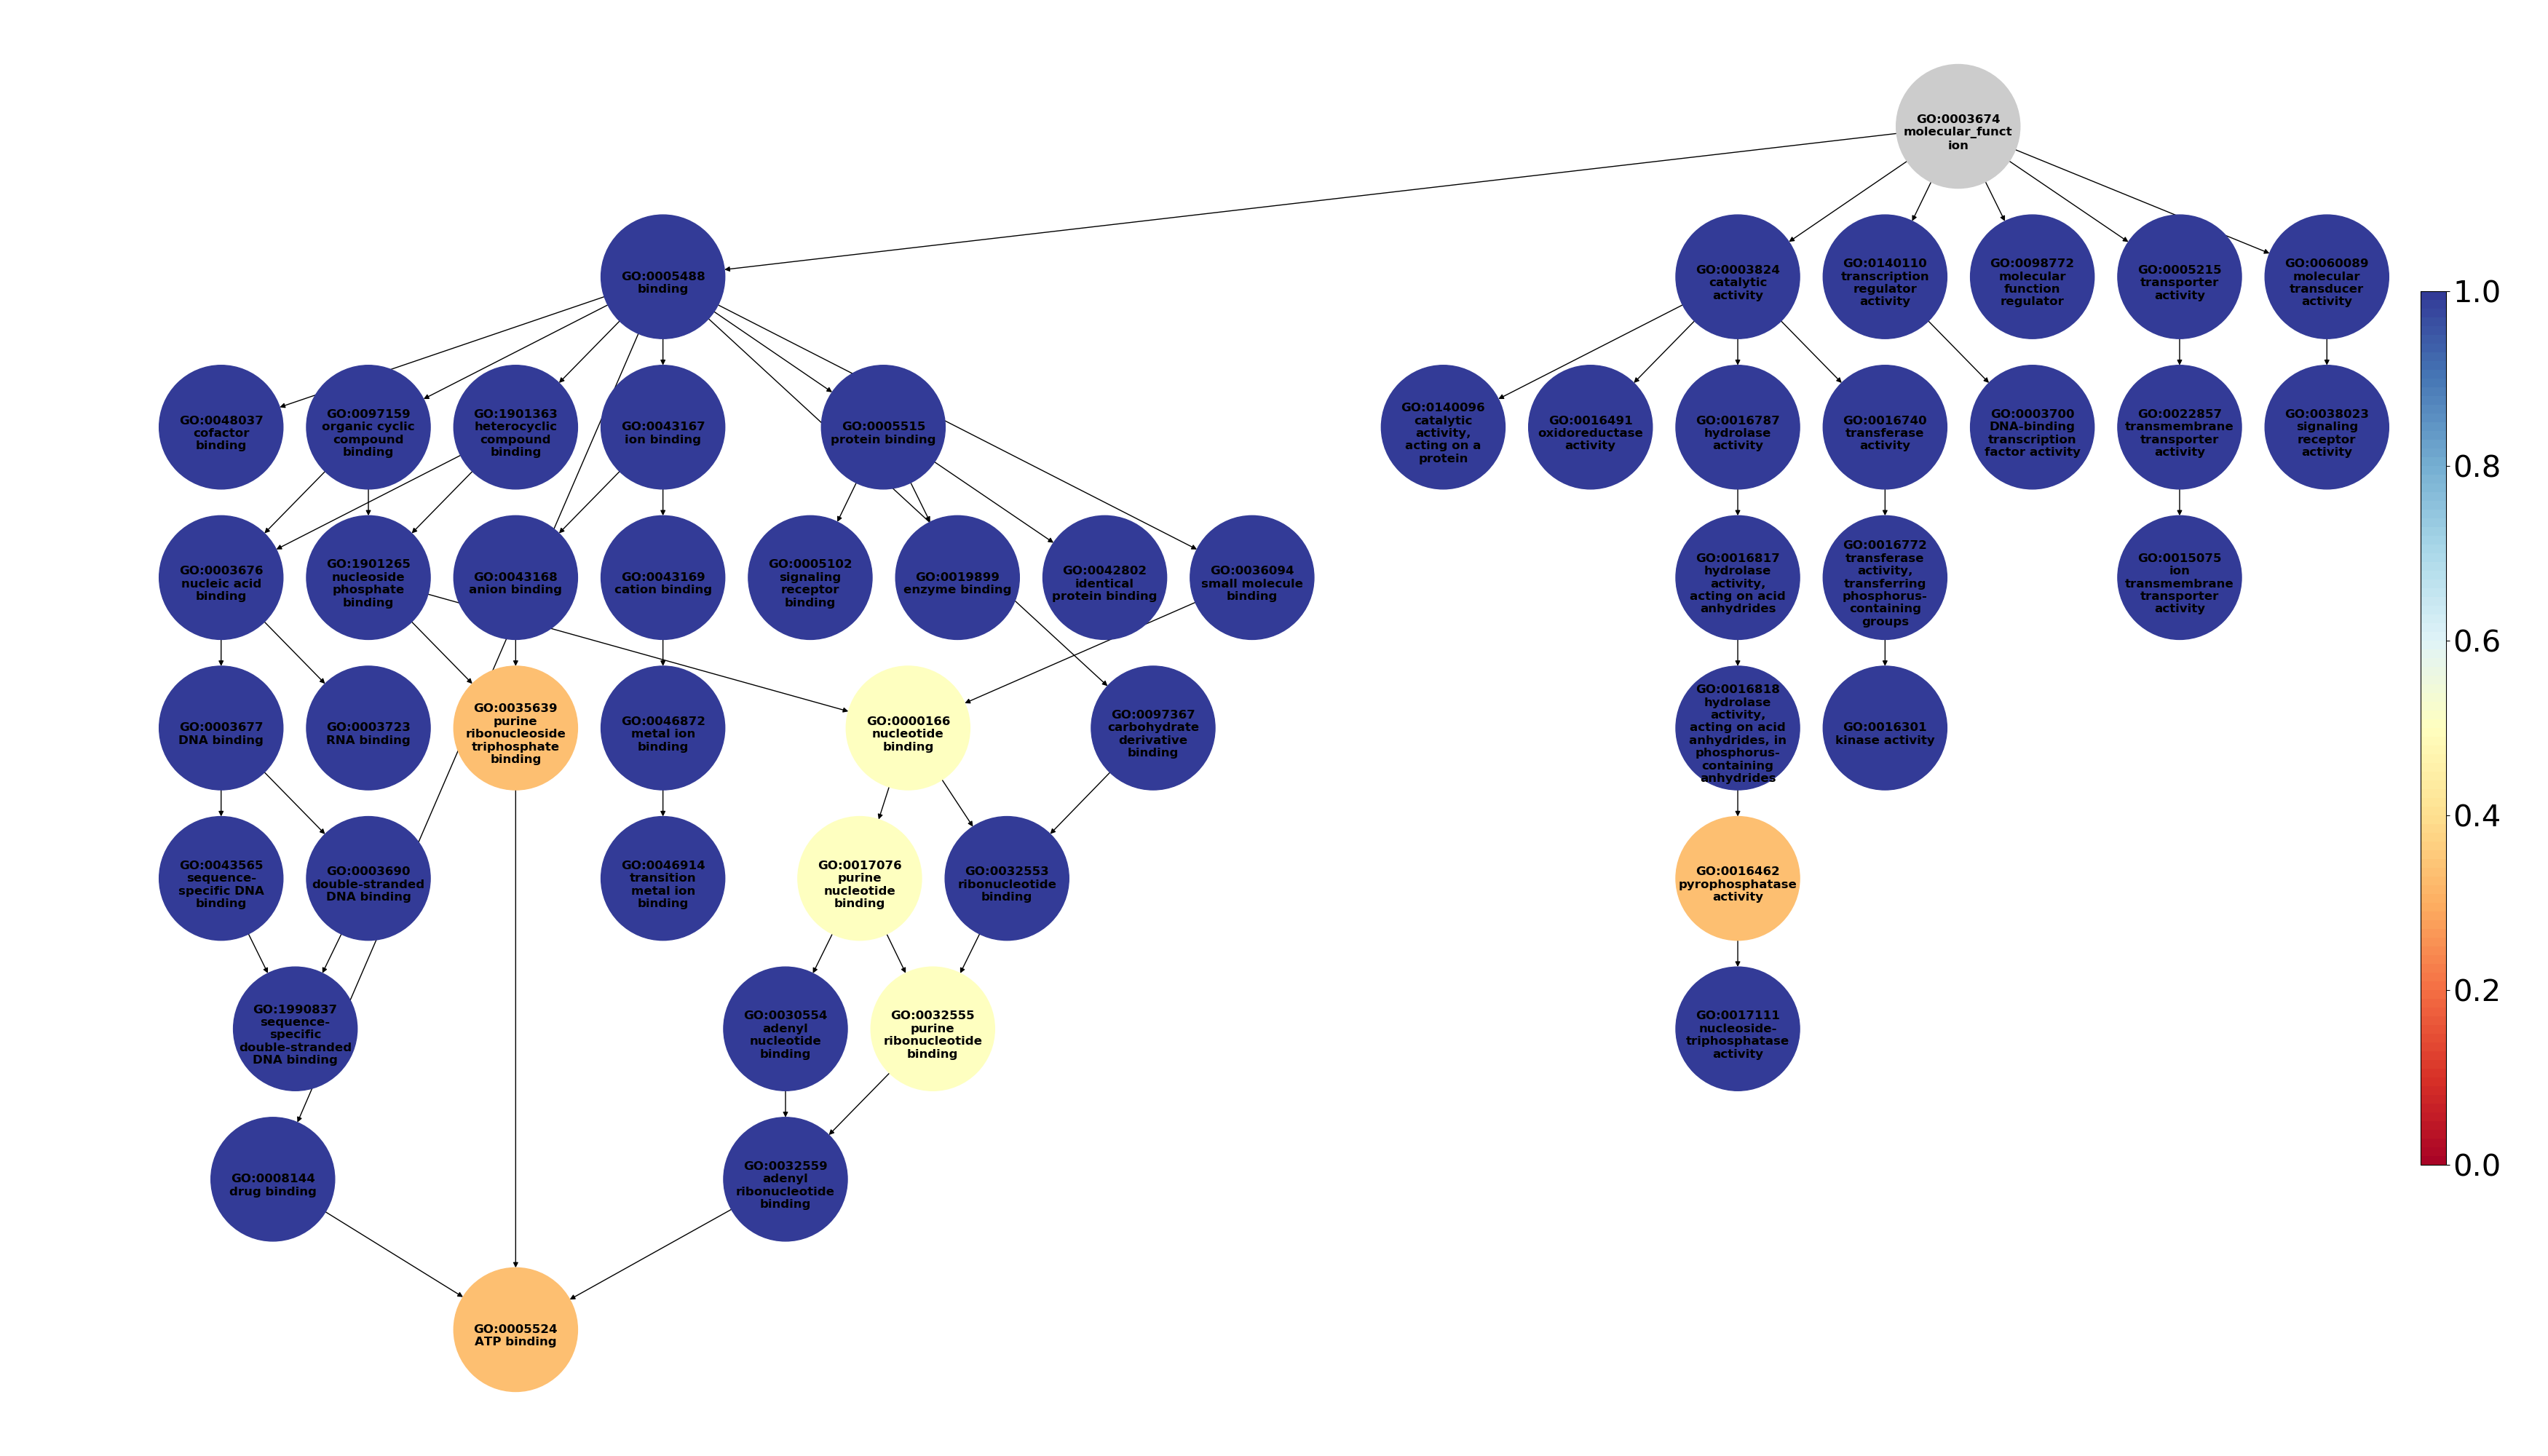 GO:0003674
molecular_funct
ion
GO:0005488
binding
GO:0003824
catalytic
activity
GO:0140110
transcription
regulator
activity
GO:0098772
molecular
function
regulator
GO:0005215
transporter
activity
GO:0060089
molecular
transducer
activity
GO:0048037
cofactor
binding
GO:0097159
organic cyclic
compound
binding
GO:1901363
heterocyclic
compound
binding
GO:0043167
ion binding
GO:0005515
protein binding
GO:0140096
catalytic
activity,
acting on a
protein
GO:0016491
oxidoreductase
activity
GO:0016787
hydrolase
activity
GO:0016740
transferase
activity
GO:0003700
DNA-binding
transcription
factor activity
GO:0022857
transmembrane
transporter
activity
GO:0038023
signaling
receptor
activity
GO:0003676
nucleic acid
binding
GO:1901265
nucleoside
phosphate
binding
GO:0043168
anion binding
GO:0043169
cation binding
GO:0005102
signaling
receptor
binding
GO:0019899
enzyme binding
GO:0042802
identical
protein binding
GO:0036094
small molecule
binding
GO:0016817
hydrolase
activity,
acting on acid
anhydrides
GO:0016772
transferase
activity,
transferring
phosphorus-
containing
groups
GO:0015075
ion
transmembrane
transporter
activity
GO:0003677
DNA binding
GO:0003723
RNA binding
GO:0035639
purine
ribonucleoside
triphosphate
binding
GO:0046872
metal ion
binding
GO:0000166
nucleotide
binding
GO:0097367
carbohydrate
derivative
binding
GO:0016818
hydrolase
activity,
acting on acid
anhydrides, in
phosphorus-
containing
anhydrides
GO:0016301
kinase activity
GO:0043565
sequence-
specific DNA
binding
GO:0003690
double-stranded
DNA binding
GO:0046914
transition
metal ion
binding
GO:0017076
purine
nucleotide
binding
GO:0032553
ribonucleotide
binding
GO:0016462
pyrophosphatase
activity
GO:1990837
sequence-
specific
double-stranded
DNA binding
GO:0030554
adenyl
nucleotide
binding
GO:0032555
purine
ribonucleotide
binding
GO:0017111
nucleoside-
triphosphatase
activity
GO:0008144
drug binding
GO:0032559
adenyl
ribonucleotide
binding
GO:0005524
ATP binding
1.0
0.8
0.6
0.4
0.2
0.0